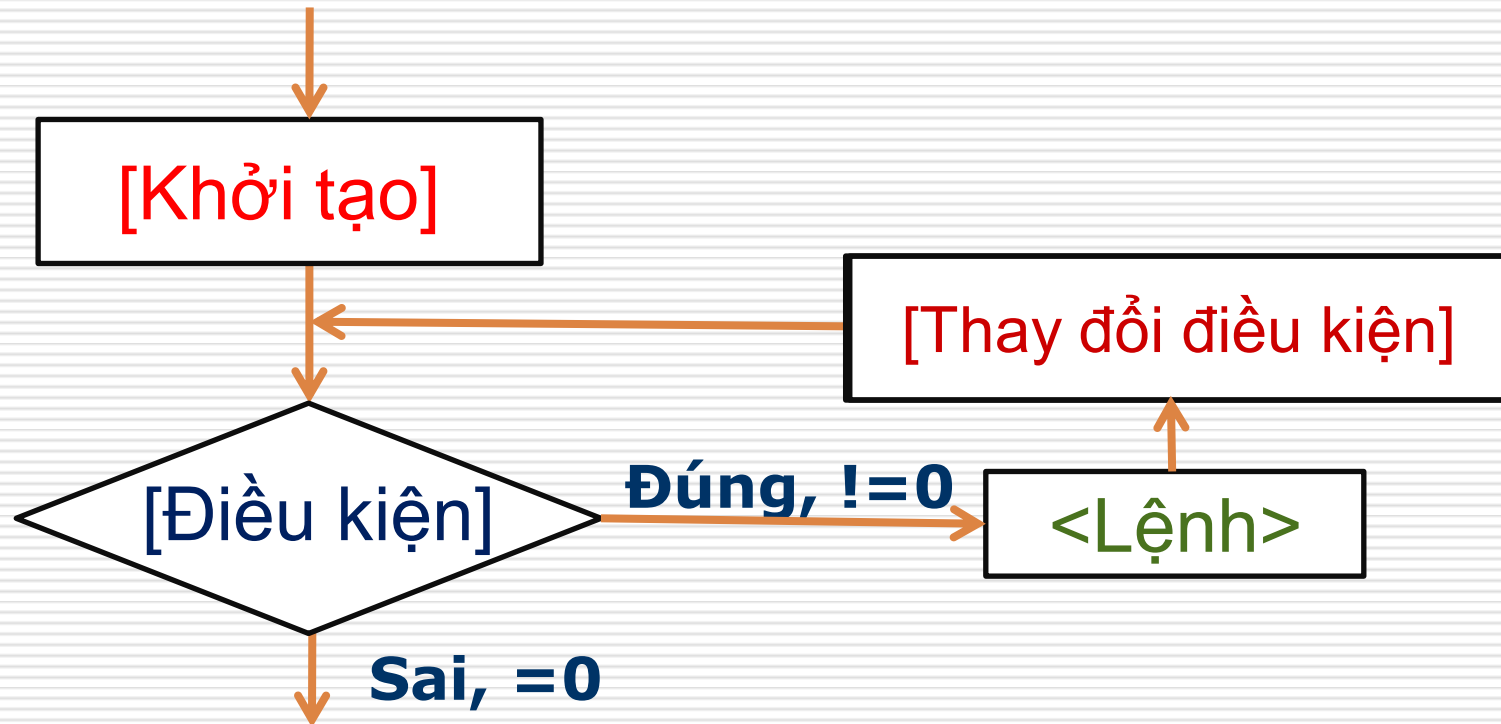 [Khởi tạo]
[Thay đổi điều kiện]
[Điều kiện]
Đúng, !=0
<Lệnh>
Sai, =0